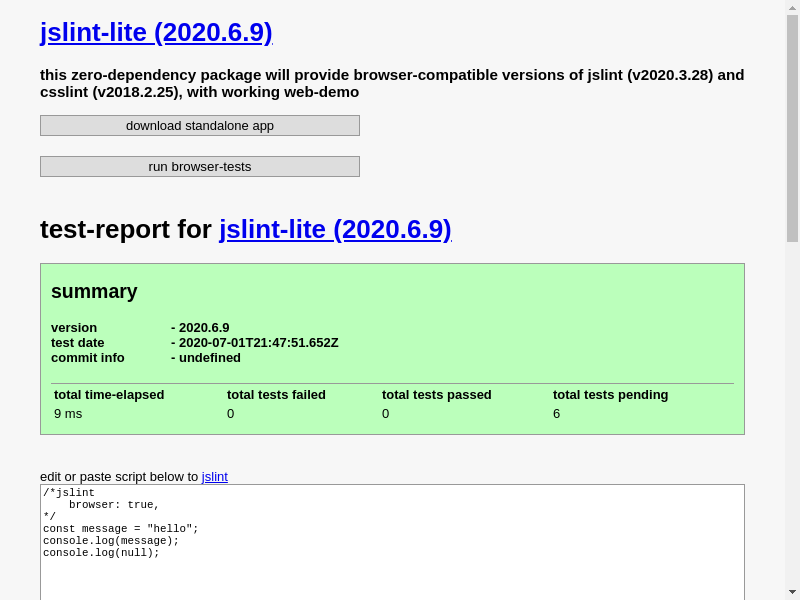 jslint-lite (2020.6.9)
this zero-dependency package will provide browser-compatible versions of jslint (v2020.3.28) and
csslint (v2018.2.25), with working web-demo
download standalone app
run browser-tests
test-report for jslint-lite (2020.6.9)
summary
version - 2020.6.9
test date - 2020-07-01T21:47:51.652Z
commit info - undefined
total time-elapsed total tests failed total tests passed total tests pending
9 ms 0 0 6
edit or paste script below to jslint
/*jslint
    browser: true,
*/
const message = "hello";
console.log(message);
console.log(null);